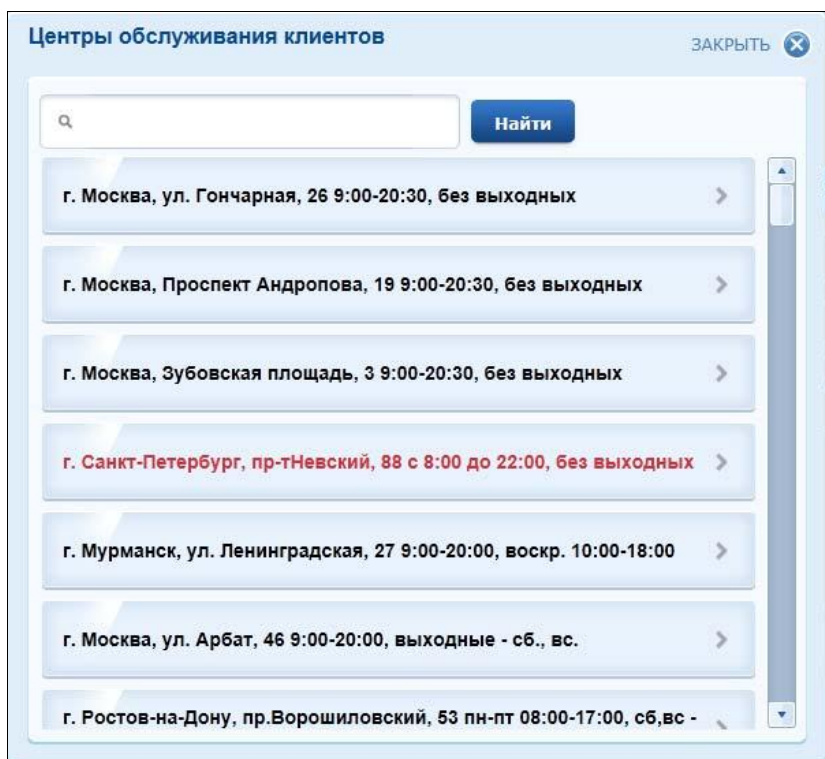 Центры обслуживания клиентов
ЗАКРЫТЬ
Найти
г. Москва, ул. Гончарная, 26 9:00-20:30, без выходных
г. Москва, Проспект Андропова, 19 9:00-20:30, без выходных
г. Москва, Зубовская площадь, 3 9:00-20:30, без выходных
г. Санкт-Петербург, пр-тНевский, 88 с 8:00 до 22:00, без выходных
г. Мурманск, ул. Ленинградская, 27 9:00-20:00, воскр. 10:00-18:00
г. Москва, ул. Арбат, 46 9:00-20:00, выходные - сб., вс.
г. Ростов-на-Дону, пр.Ворошиловский, 53 пн-пт 08:00-17:00, сб,вс -